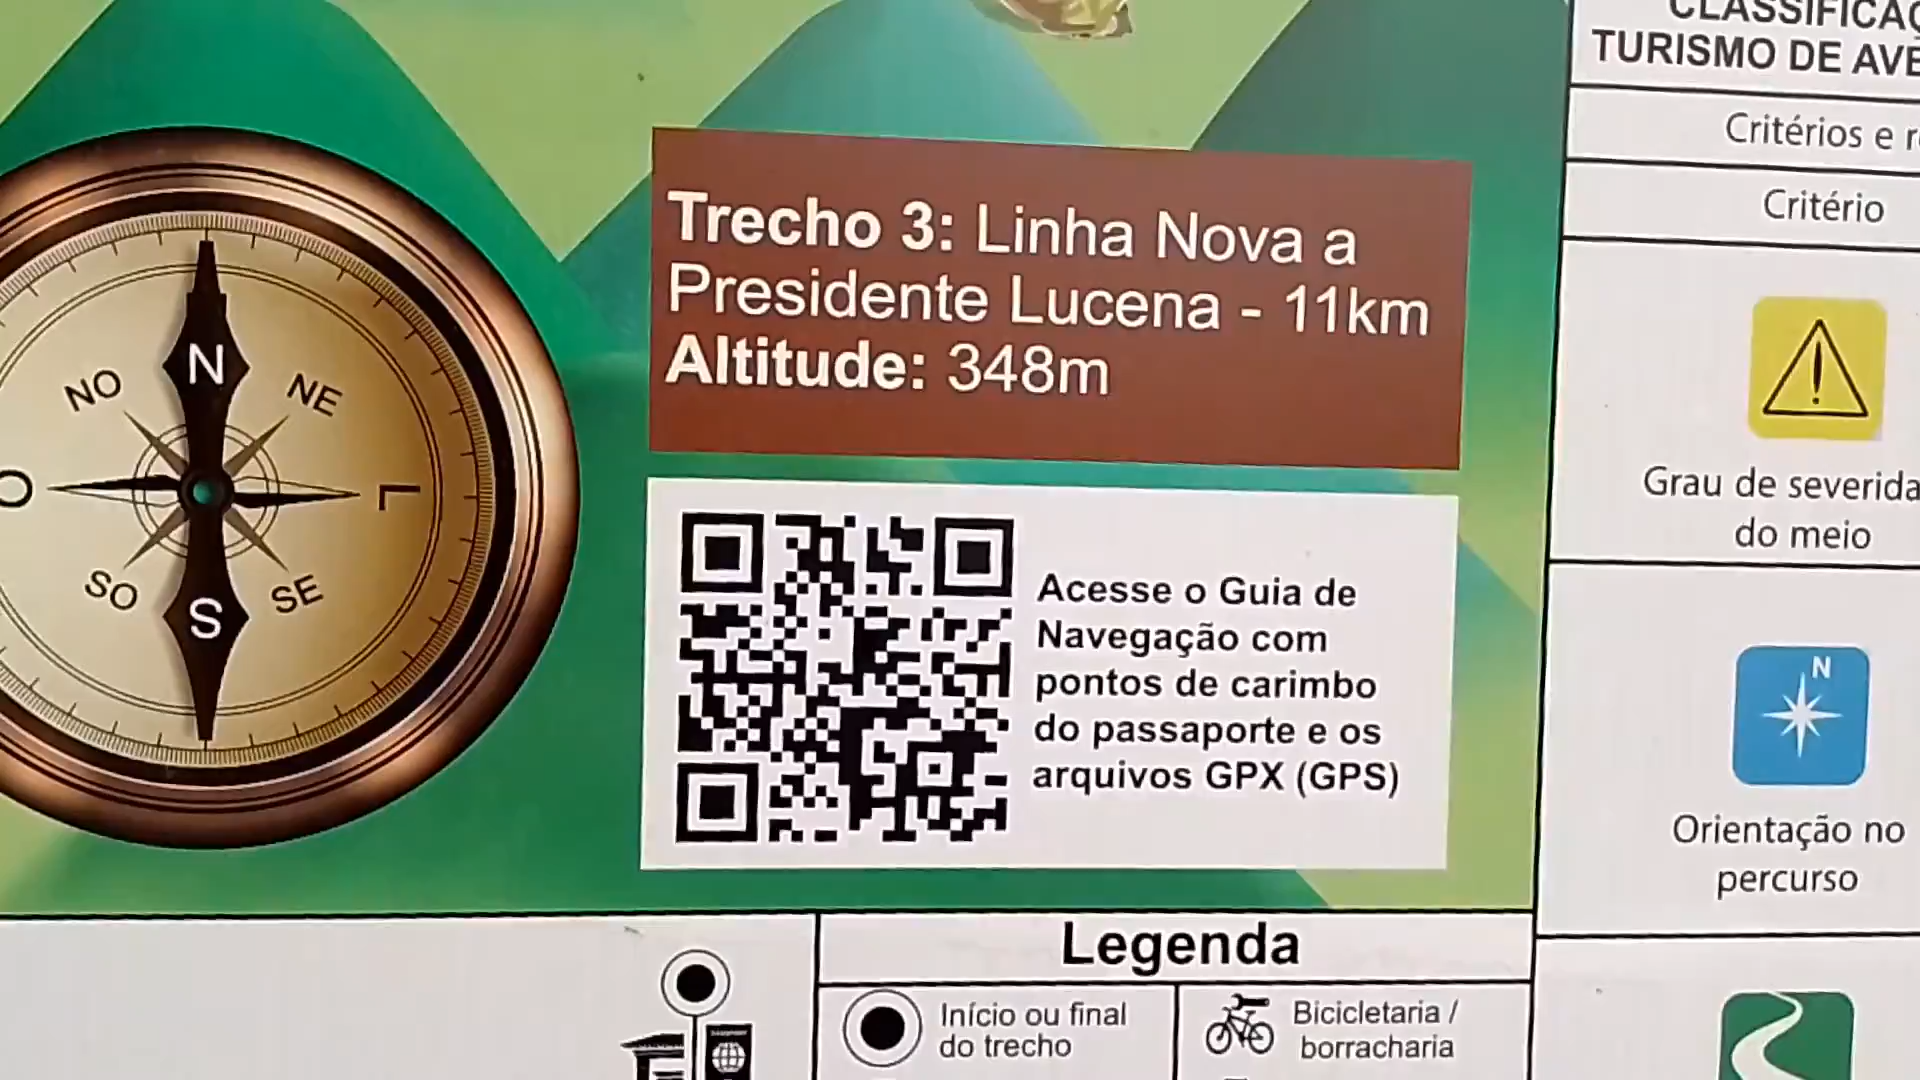 N
NO
NE
O
L
SO
SE
S
Trecho 3: Linha Nova a
Presidente Lucena - 11km
Altitude: 348m
Acesse o Guia de
Navegação com
pontos de carimbo
do passaporte e os
arquivos GPX (GPS)
Legenda
Início ou final
do trecho
Bicicletaria /
borracharia
TURISMO DE
Critérios e
Critério
Grau de
do meio
N
Orientação no
percurso